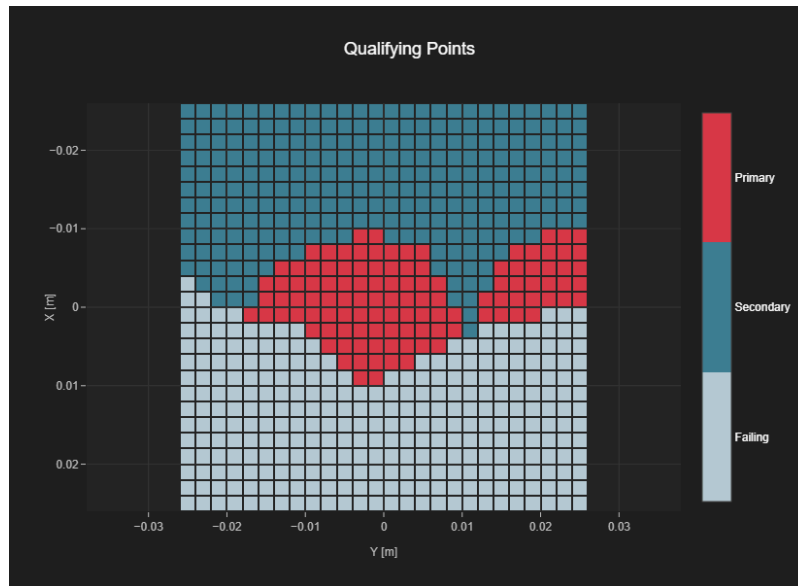 Qualifying Points
−0.02
−0.01
0
0.01
0.02
X [m]
−0.03
−0.02
−0.01
0
0.01
0.02
0.03
Y [m]
Primary
Secondary
Failing